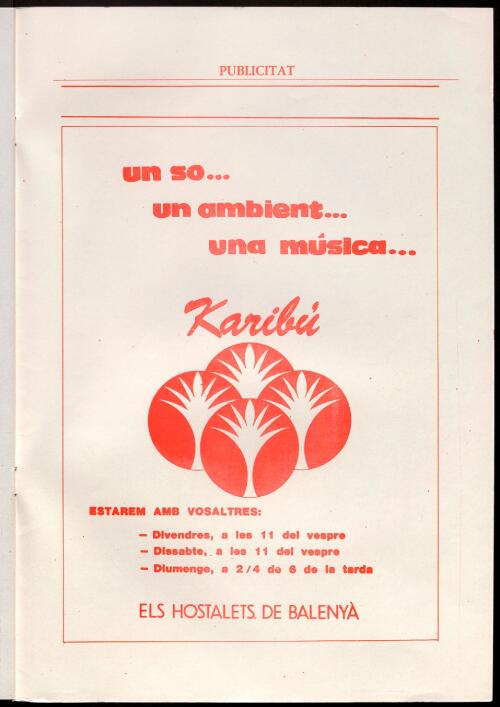 PUBLICITAT
un so...
un ambient...
una música...
Karibú
ESTAREM AMB VOSALTRES:
— Divendres, a les 11 del vespre
— Dissabte, a les 11 del vespre
— Diumenge, a 2/4 de 6 de la tarda
ELS HOSTALETS DE BALENYÀ